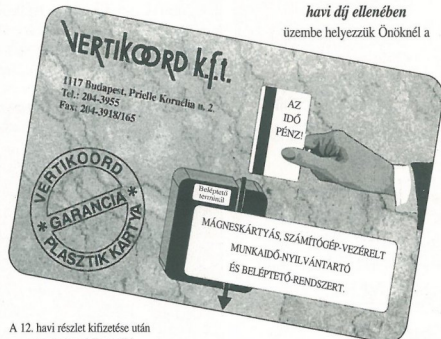 havi díj ellenében
üzembe helyezzük Önöknél a
VERTIKOORD k.f.t.
1117 Budapest, Prielle Kornélia u. 2
Tel.: 204-3955
Fax: 204-3918/165
AZ
IDŐ
PÉNZ!
Beléptető
terminál
VERTIKOORD
* GARANCIA *
PLASZTIK KÁRTYA
MÁGNESKÁRTYÁS, SZÁMÍTÓGÉP-VEZÉRELT
MUNKAIDŐ-NYILVÁNTARTÓ
ÉS BELÉPTETŐ-RENDSZERT.
A 12. havi részlet kifizetése után